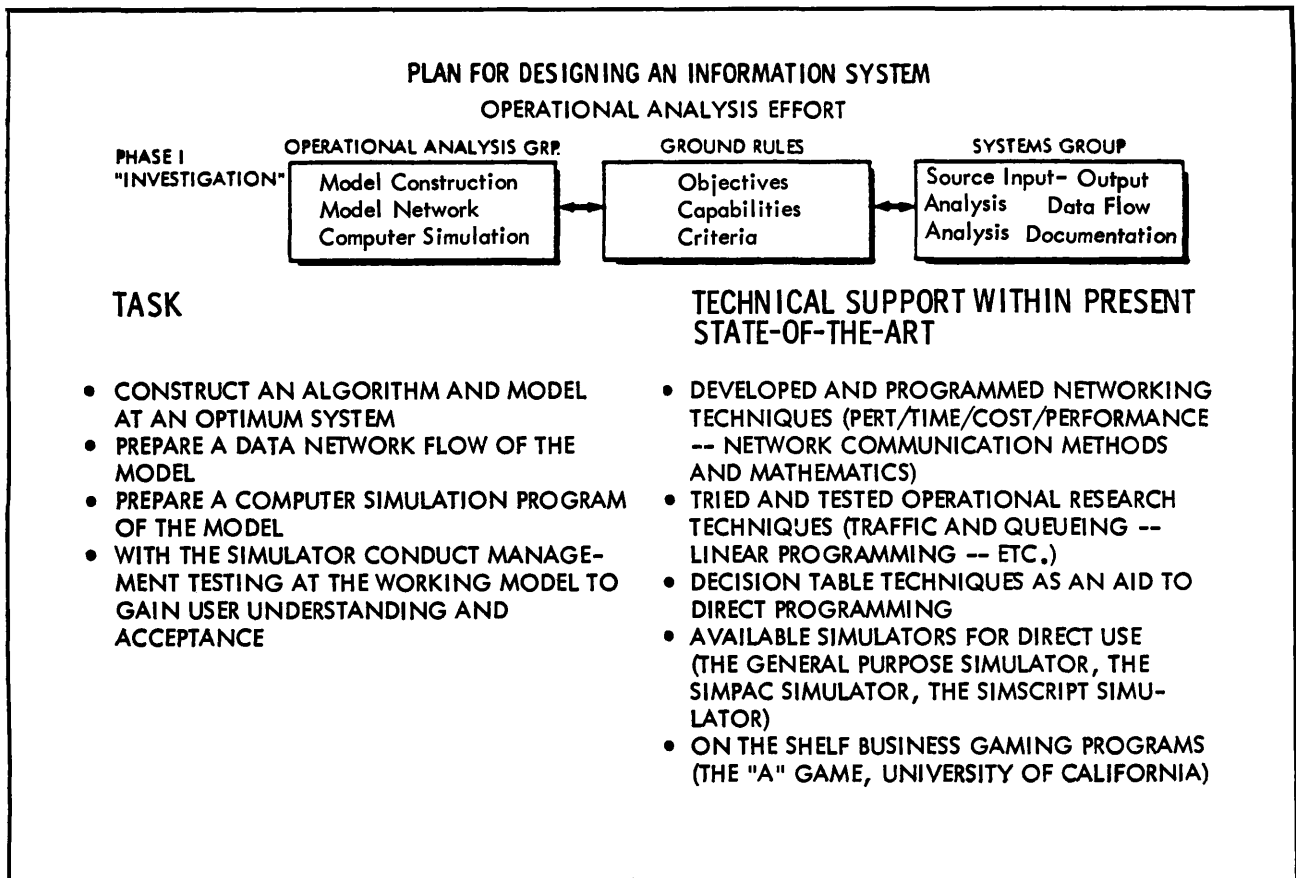 PLAN FOR DESIGNING AN INFORMATION SYSTEM
OPERATIONAL ANALYSIS EFFORT
PHASE I
"INVESTIGATION"
OPERATIONAL ANALYSIS GRP.
Model Construction
Model Network
Computer Simulation
GROUND RULES
Objectives
Capabilities
Criteria
SYSTEMS GROUP
Source Input- Output
Analysis Data Flow
Analysis Documentation
TASK
• CONSTRUCT AN ALGORITHM AND MODEL
AT AN OPTIMUM SYSTEM
• PREPARE A DATA NETWORK FLOW OF THE
MODEL
• PREPARE A COMPUTER SIMULATION PROGRAM
OF THE MODEL
• WITH THE SIMULATOR CONDUCT MANAGE-
MENT TESTING AT THE WORKING MODEL TO
GAIN USER UNDERSTANDING AND
ACCEPTANCE
TECHNICAL SUPPORT WITHIN PRESENT
STATE-OF-THE-ART
• DEVELOPED AND PROGRAMMED NETWORKING
TECHNIQUES (PERT/TIME/COST/PERFORMANCE
-- NETWORK COMMUNICATION METHODS
AND MATHEMATICS)
• TRIED AND TESTED OPERATIONAL RESEARCH
TECHNIQUES (TRAFFIC AND QUEUEING --
LINEAR PROGRAMMING -- ETC.)
• DECISION TABLE TECHNIQUES AS AN AID TO
DIRECT PROGRAMMING
• AVAILABLE SIMULATORS FOR DIRECT USE
(THE GENERAL PURPOSE SIMULATOR, THE
SIMPAC SIMULATOR, THE SIMSCRIPT SIMU-
LATOR)
• ON THE SHELF BUSINESS GAMING PROGRAMS
(THE "A" GAME, UNIVERSITY OF CALIFORNIA)